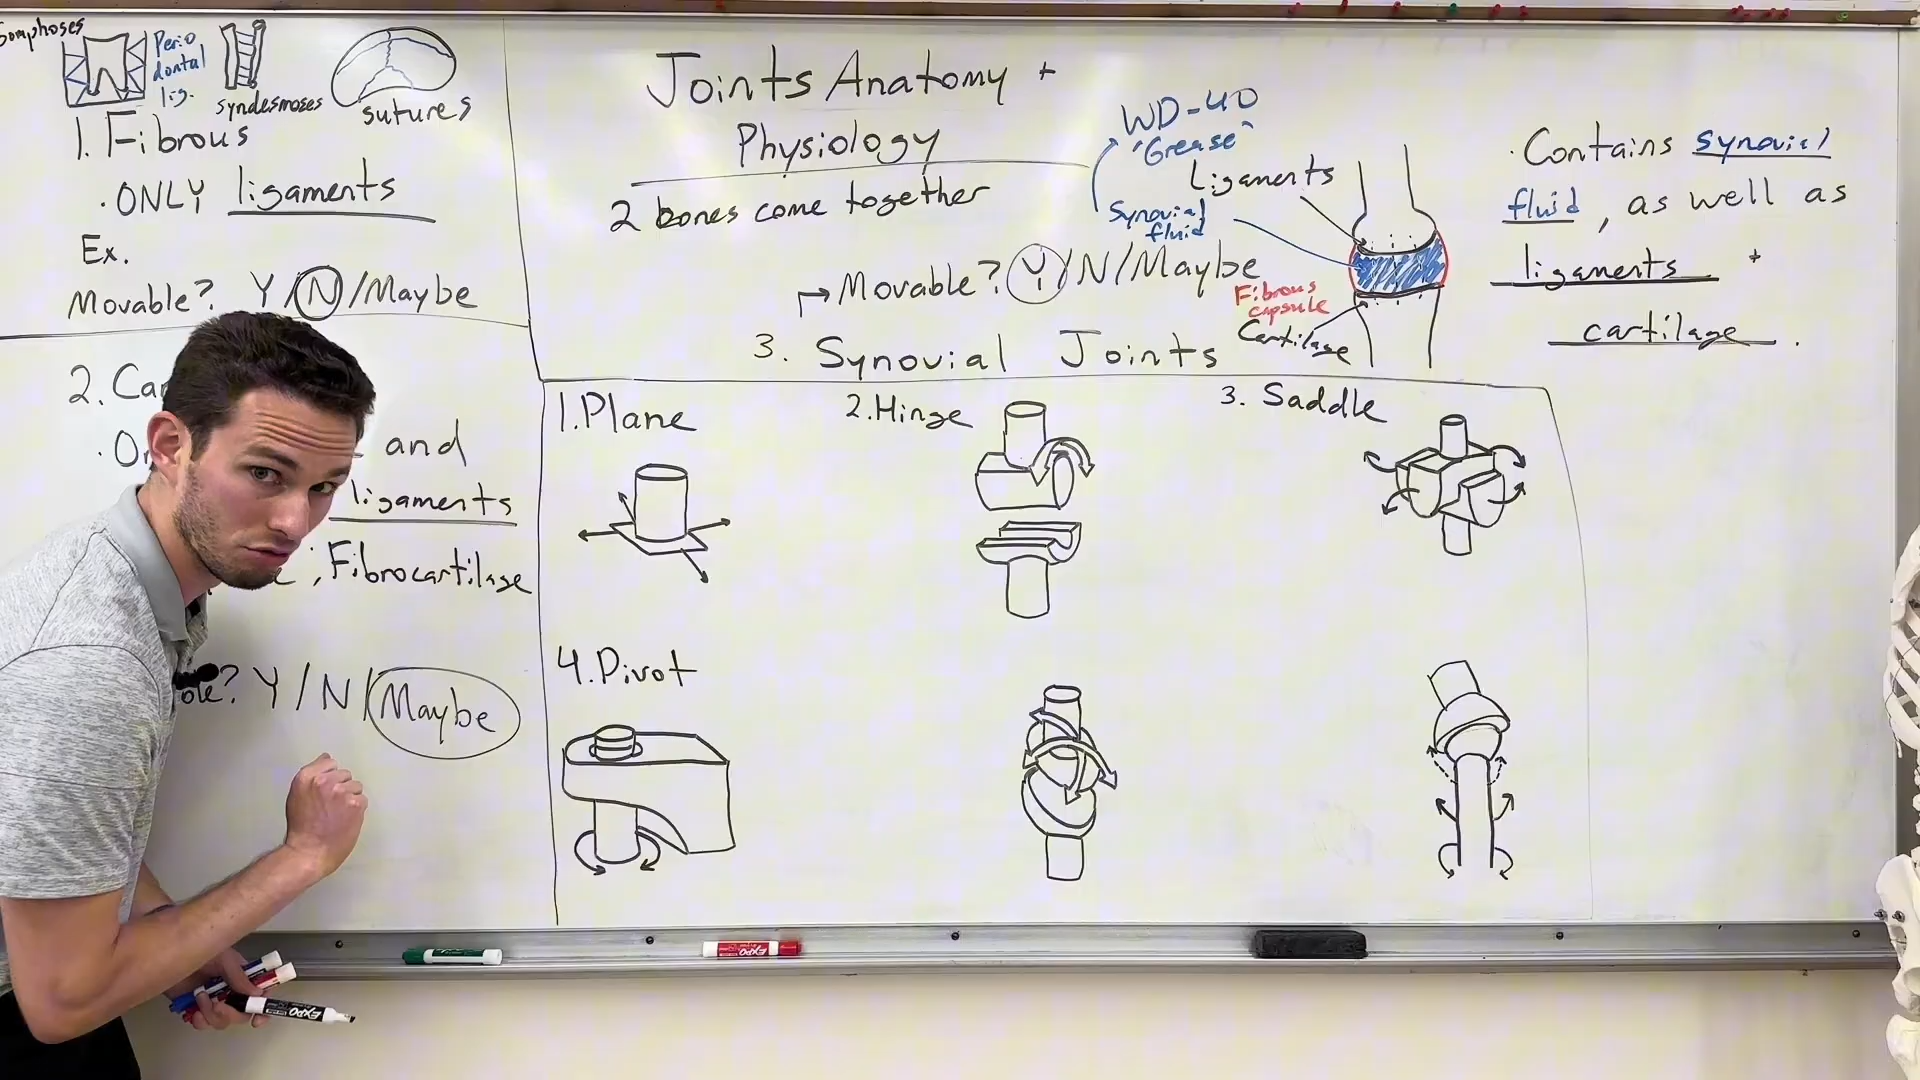 Gomphoses
Perio
dontal
lig.
syndesmoses
sutures
1. Fibrous
· ONLY ligaments
Ex.
Movable? Y/N/Maybe
2. Car
and
ligaments
, Fibrocartilage
? Y/N/Maybe
Joints Anatomy +
Physiology
2 bones come together
WD-40
"Grease"
Ligaments
Synovial
fluid
Movable? Y/N/Maybe
Fibrous
capsule
Cartilage
3. Synovial Joints
· Contains synovial
fluid, as well as
ligaments +
cartilage.
1. Plane
2. Hinge
3. Saddle
4. Pivot
EXPO
EXPO